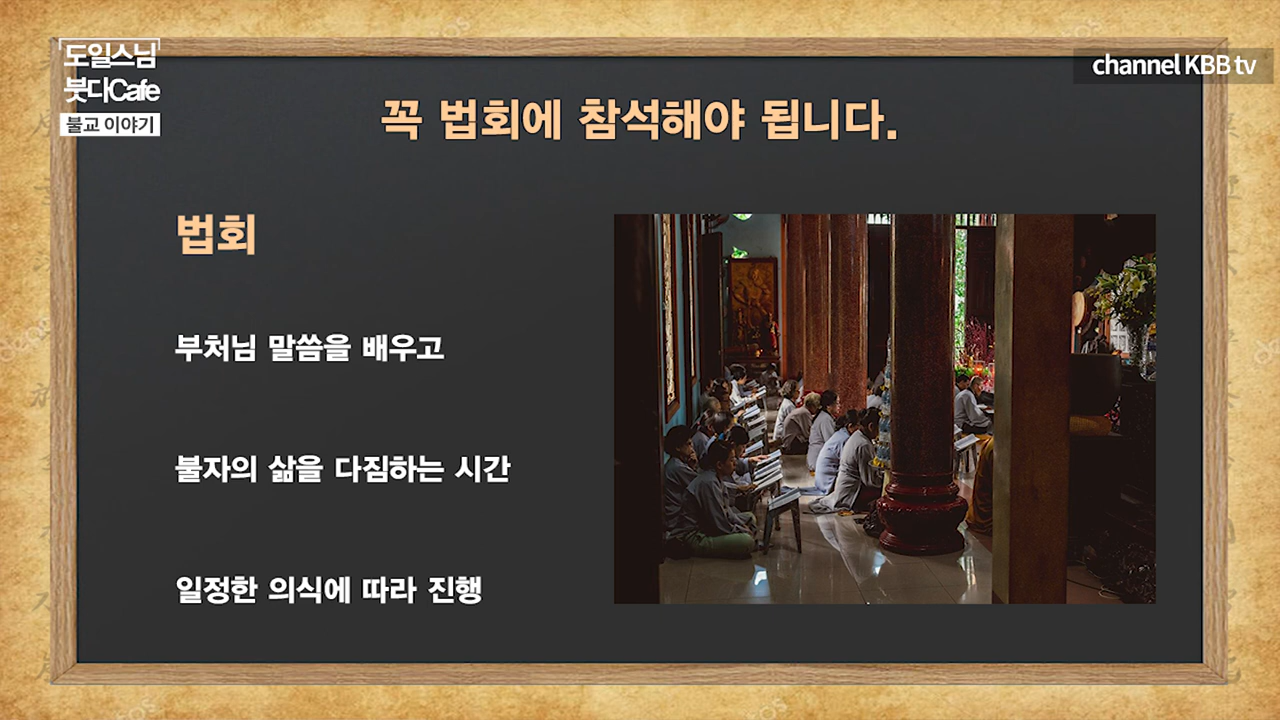 도일스님
붓다Cafe
불교 이야기
channel KBB tv
꼭 법회에 참석해야 됩니다.
법회
부처님 말씀을 배우고
불자의 삶을 다짐하는 시간
일정한 의식에 따라 진행